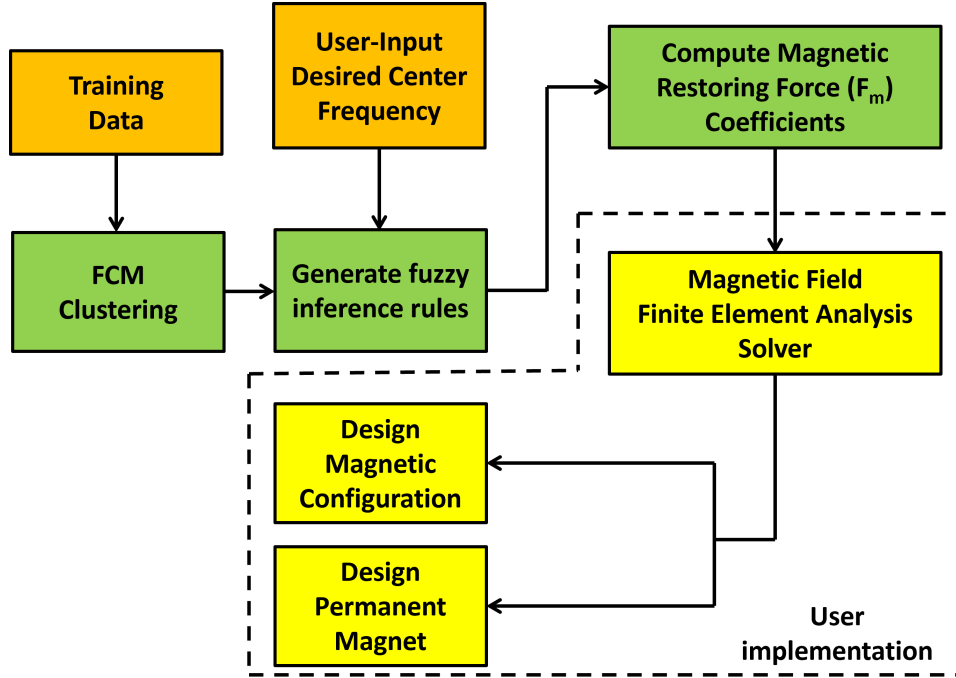 Training
Data
User-Input
Desired Center
Frequency
Compute Magnetic
Restoring Force (Fm)
Coefficients
FCM
Clustering
Generate fuzzy
inference rules
Magnetic Field
Finite Element Analysis
Solver
Design
Magnetic
Configuration
Design
Permanent
Magnet
User
implementation